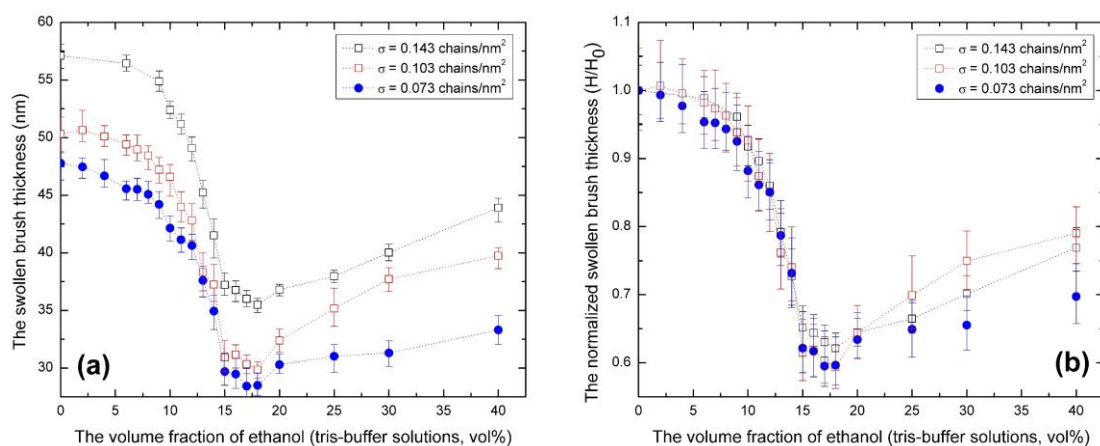 60
55
50
45
40
35
30
The swollen brush thickness (nm)
σ = 0.143 chains/nm²
σ = 0.103 chains/nm²
σ = 0.073 chains/nm²
(a)
0 5 10 15 20 25 30 35 40
The volume fraction of ethanol (tris-buffer solutions, vol%)
1.1
1.0
0.9
0.8
0.7
0.6
The normalized swollen brush thickness (H/H₀)
σ = 0.143 chains/nm²
σ = 0.103 chains/nm²
σ = 0.073 chains/nm²
(b)
0 5 10 15 20 25 30 35 40
The volume fraction of ethanol (tris-buffer solutions, vol%)